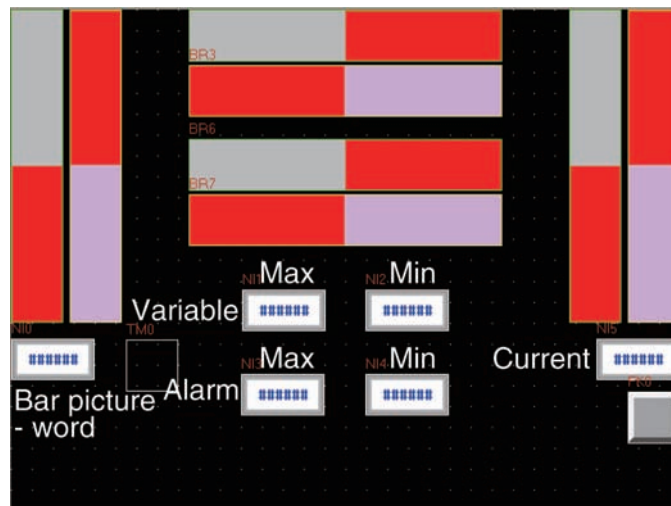 BR3
BR6
BR7
NI1 Max NI2 Min
Variable ###### ######
NI0 TM0 NI5
###### NI3 Max NI4 Min Current ######
Alarm ###### ###### FK0
Bar picture
- word